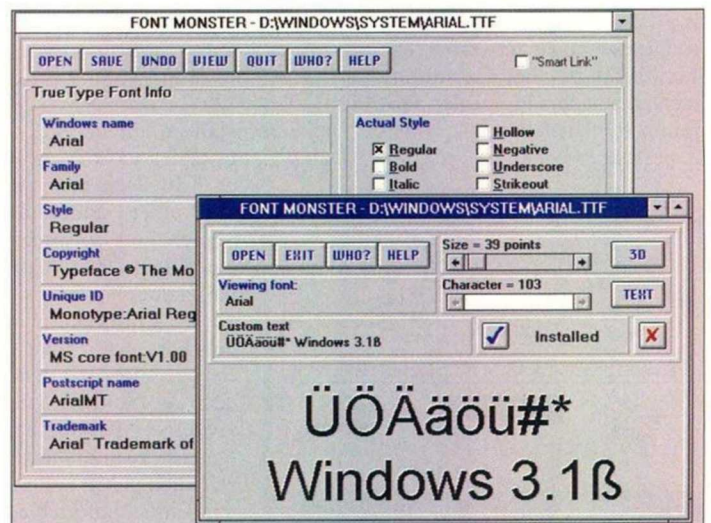 FONT MONSTER - D:\WINDOWS\SYSTEM\ARIAL.TTF
OPEN SAVE UNDO VIEW QUIT WHO? HELP "Smart Link"
TrueType Font Info
Windows name
Arial
Family
Arial
Style
Regular
Copyright
Typeface © The Mo
Unique ID
Monotype:Arial Reg
Version
MS core font:V1.00
Postscript name
ArialMT
Trademark
Arial¨ Trademark of
Actual Style
Regular
Bold
Italic
Hollow
Negative
Underscore
Strikeout
FONT MONSTER - D:\WINDOWS\SYSTEM\ARIAL.TTF
OPEN EXIT WHO? HELP
Size = 39 points
3D
Viewing font:
Arial
Character = 103
TEXT
Custom text
ÜÖÄäöü#* Windows 3.1ß
Installed
ÜÖÄäöü#*
Windows 3.1ß